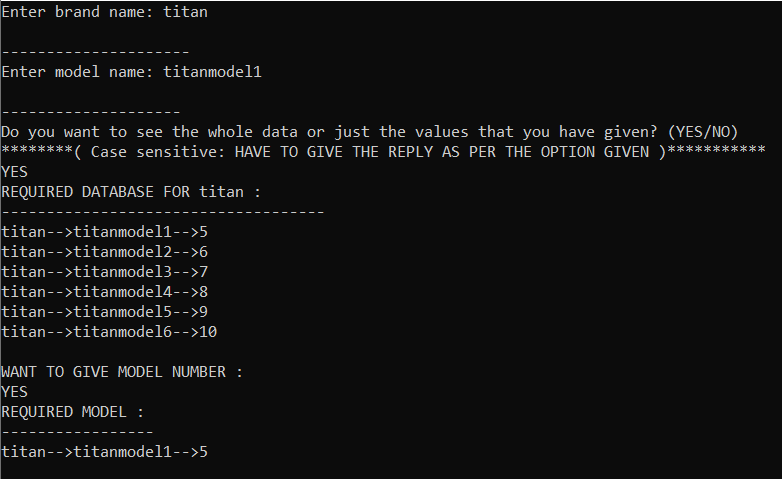 Enter brand name: titan
---------------------
Enter model name: titanmodel1
--------------------
Do you want to see the whole data or just the values that you have given? (YES/NO)
********( Case sensitive: HAVE TO GIVE THE REPLY AS PER THE OPTION GIVEN )***********
YES
REQUIRED DATABASE FOR titan :
------------------------------------
titan-->titanmodel1-->5
titan-->titanmodel2-->6
titan-->titanmodel3-->7
titan-->titanmodel4-->8
titan-->titanmodel5-->9
titan-->titanmodel6-->10
WANT TO GIVE MODEL NUMBER :
YES
REQUIRED MODEL :
-----------------
titan-->titanmodel1-->5